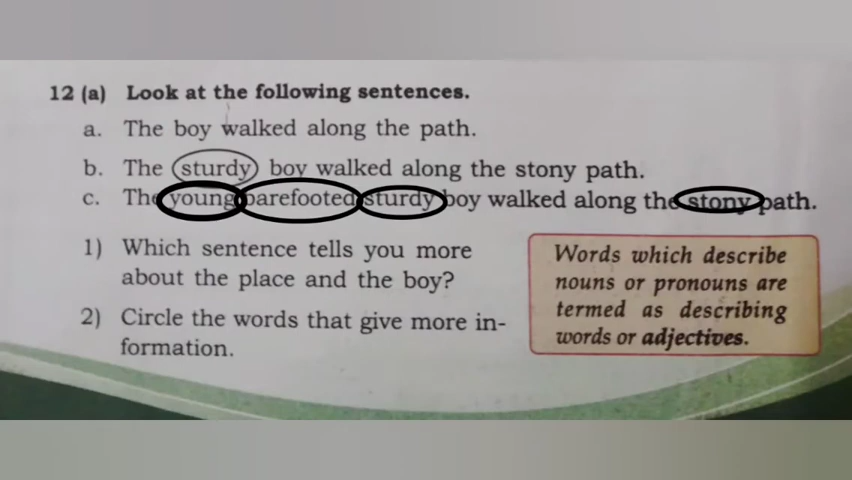 12 (a) Look at the following sentences.
a. The boy walked along the path.
b. The sturdy boy walked along the stony path.
c. The young barefooted sturdy boy walked along the stony path.
1) Which sentence tells you more
about the place and the boy?
2) Circle the words that give more in-
formation.
Words which describe
nouns or pronouns are
termed as describing
words or adjectives.